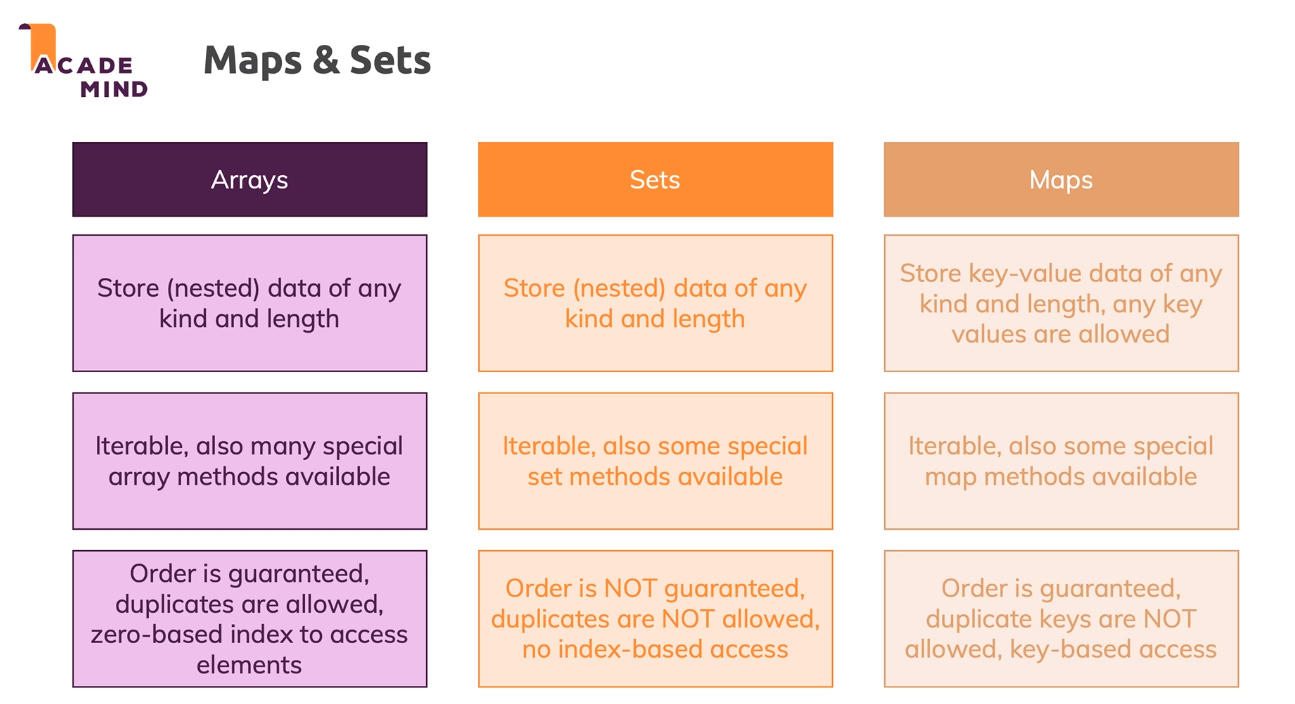 ACADE
MIND
Maps & Sets
Arrays
Store (nested) data of any
kind and length
Iterable, also many special
array methods available
Order is guaranteed,
duplicates are allowed,
zero-based index to access
elements
Sets
Store (nested) data of any
kind and length
Iterable, also some special
set methods available
Order is NOT guaranteed,
duplicates are NOT allowed,
no index-based access
Maps
Store key-value data of any
kind and length, any key
values are allowed
Iterable, also some special
map methods available
Order is guaranteed,
duplicate keys are NOT
allowed, key-based access